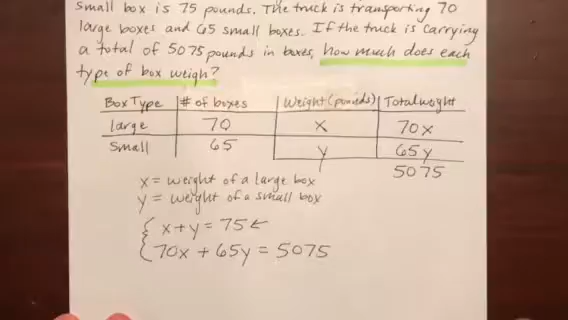 small box is 75 pounds. The truck is transporting 70
large boxes and 65 small boxes. If the truck is carrying
a total of 5075 pounds in boxes, how much does each
type of box weigh?
Box Type # of boxes Weight (pounds) Total weight
large 70 x 70x
small 65 y 65y
5075
x = weight of a large box
y = weight of a small box
x + y = 75 ←
70x + 65y = 5075